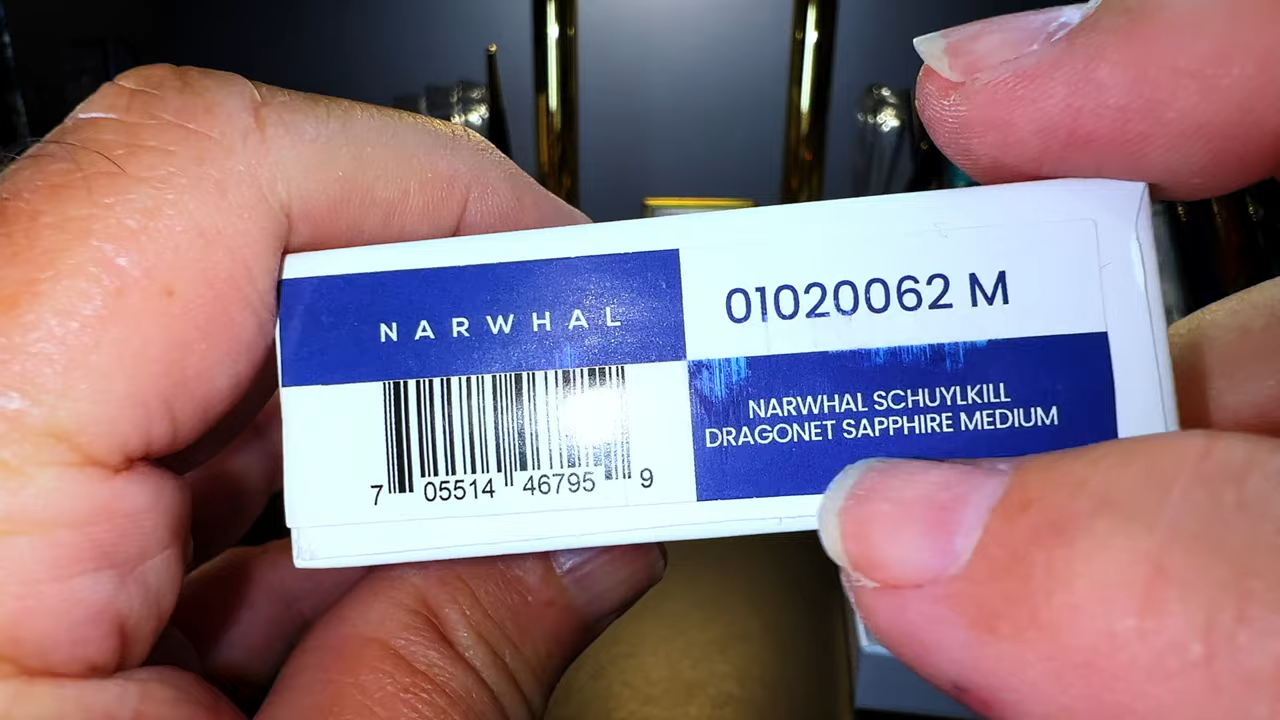 NARWHAL
01020062 M
NARWHAL SCHUYLKILL
DRAGONET SAPPHIRE MEDIUM
7 05514 46795 9